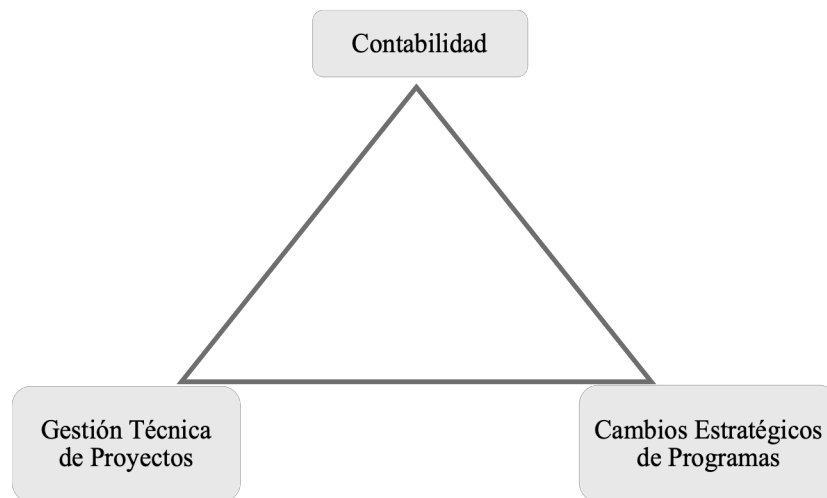 Contabilidad
Gestión Técnica
de Proyectos
Cambios Estratégicos
de Programas